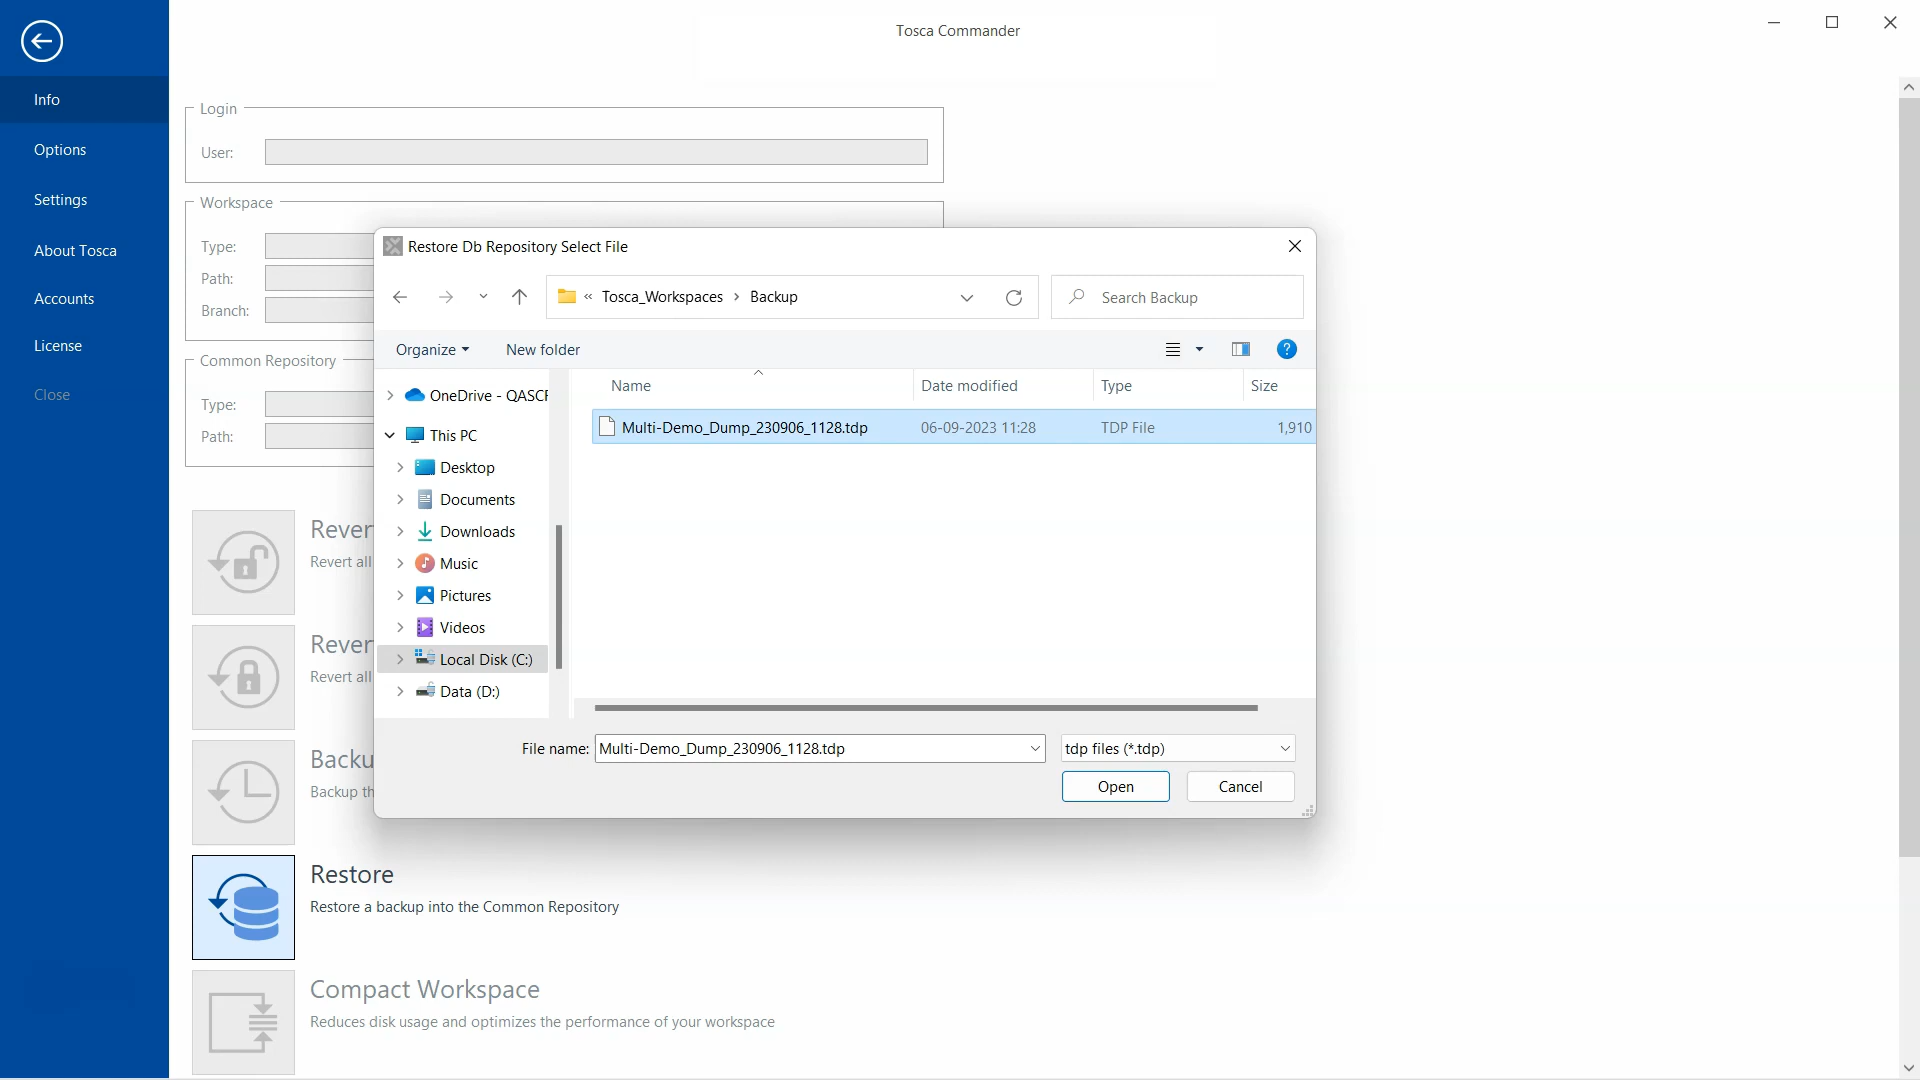 Tosca Commander
Info
Options
Settings
About Tosca
Accounts
License
Close
Login
User:
Workspace
Type:
Path:
Branch:
Common Repository
Type:
Path:
Restore Db Repository Select File
« Tosca_Workspaces › Backup
Search Backup
Organize
New folder
?
Name Date modified Type Size
Multi-Demo_Dump_230906_1128.tdp 06-09-2023 11:28 TDP File 1,910
OneDrive - QASCR
This PC
Desktop
Documents
Downloads
Music
Pictures
Videos
Local Disk (C:)
Data (D:)
File name: Multi-Demo_Dump_230906_1128.tdp
tdp files (*.tdp)
Open
Cancel
Rever
Revert all
Rever
Revert all
Backu
Backup th
Restore
Restore a backup into the Common Repository
Compact Workspace
Reduces disk usage and optimizes the performance of your workspace